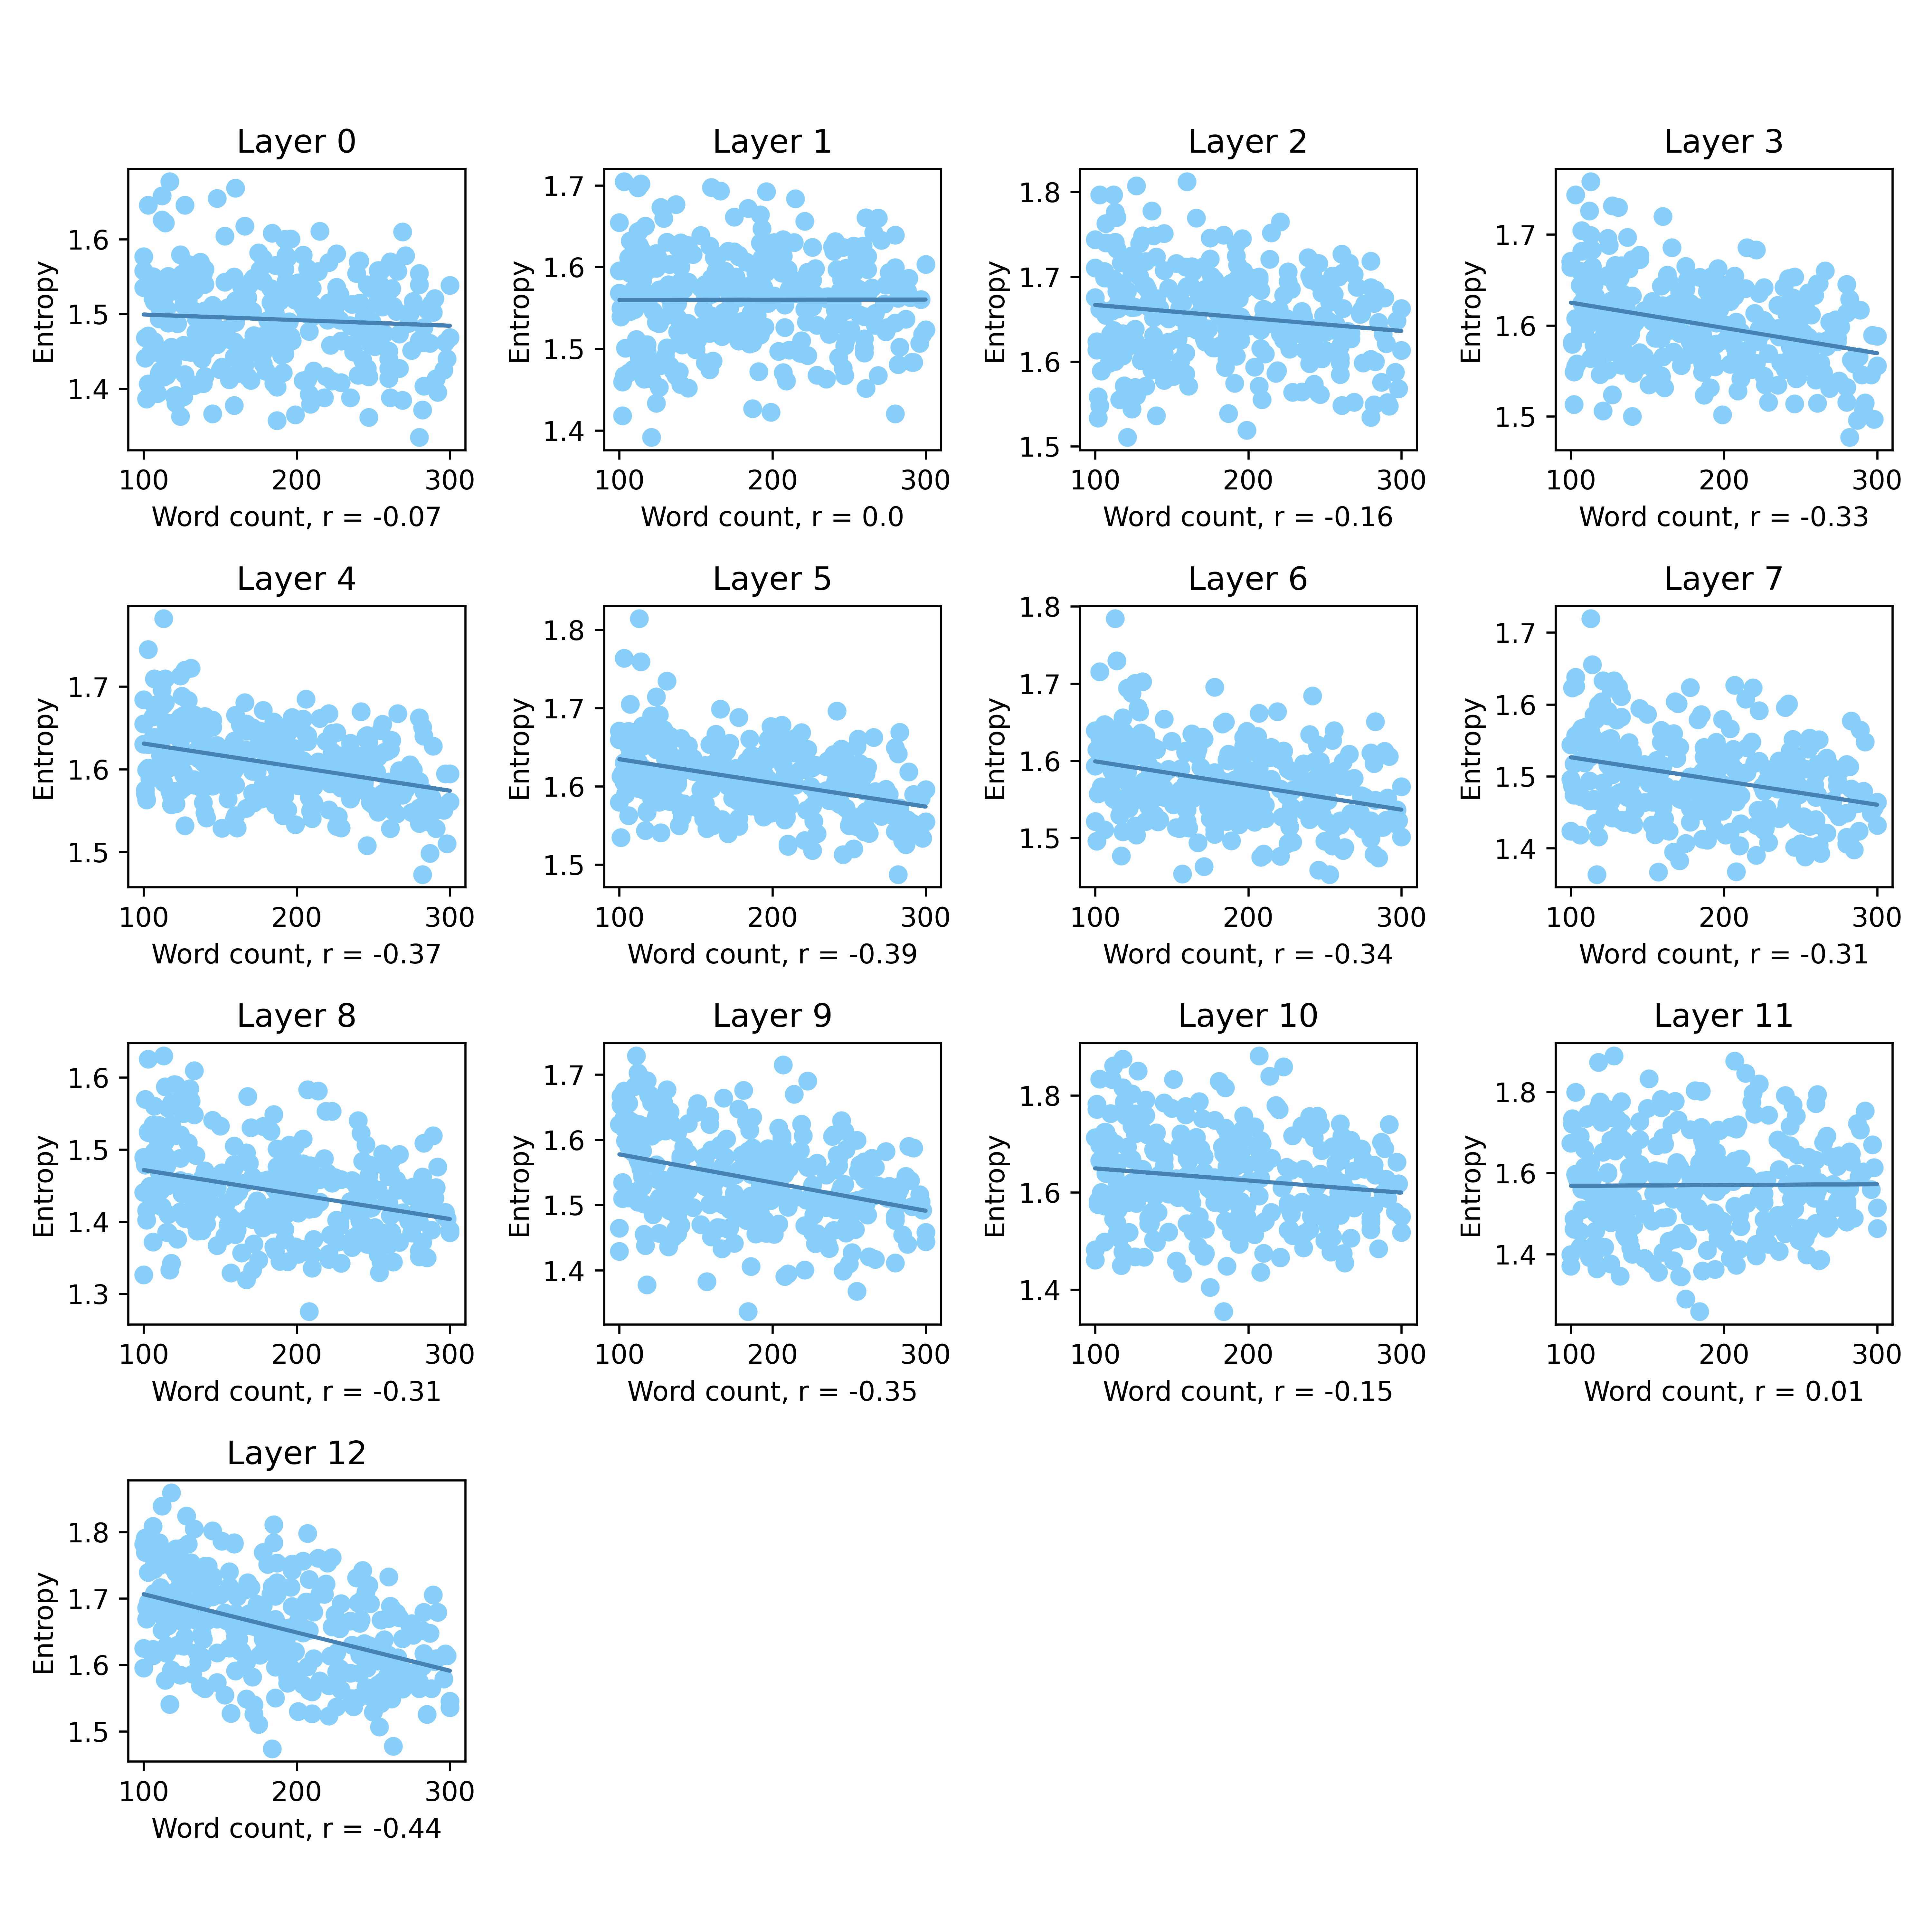 Layer 0 Layer 1 Layer 2 Layer 3
1.6 1.7 1.8 1.7
1.5 1.6 1.7 1.6
1.4 1.5 1.6 1.5
1.4 1.5
Entropy Entropy Entropy Entropy
100 200 300 100 200 300 100 200 300 100 200 300
Word count, r = -0.07 Word count, r = 0.0 Word count, r = -0.16 Word count, r = -0.33
Layer 4 Layer 5 Layer 6 Layer 7
1.7 1.8 1.8 1.7
1.6 1.7 1.7 1.6
1.5 1.6 1.6 1.5
1.5 1.5 1.4
Entropy Entropy Entropy Entropy
100 200 300 100 200 300 100 200 300 100 200 300
Word count, r = -0.37 Word count, r = -0.39 Word count, r = -0.34 Word count, r = -0.31
Layer 8 Layer 9 Layer 10 Layer 11
1.6 1.7 1.8 1.8
1.5 1.6 1.6 1.6
1.4 1.5 1.4 1.4
1.3 1.4
Entropy Entropy Entropy Entropy
100 200 300 100 200 300 100 200 300 100 200 300
Word count, r = -0.31 Word count, r = -0.35 Word count, r = -0.15 Word count, r = 0.01
Layer 12
1.8
1.7
1.6
1.5
Entropy
100 200 300
Word count, r = -0.44